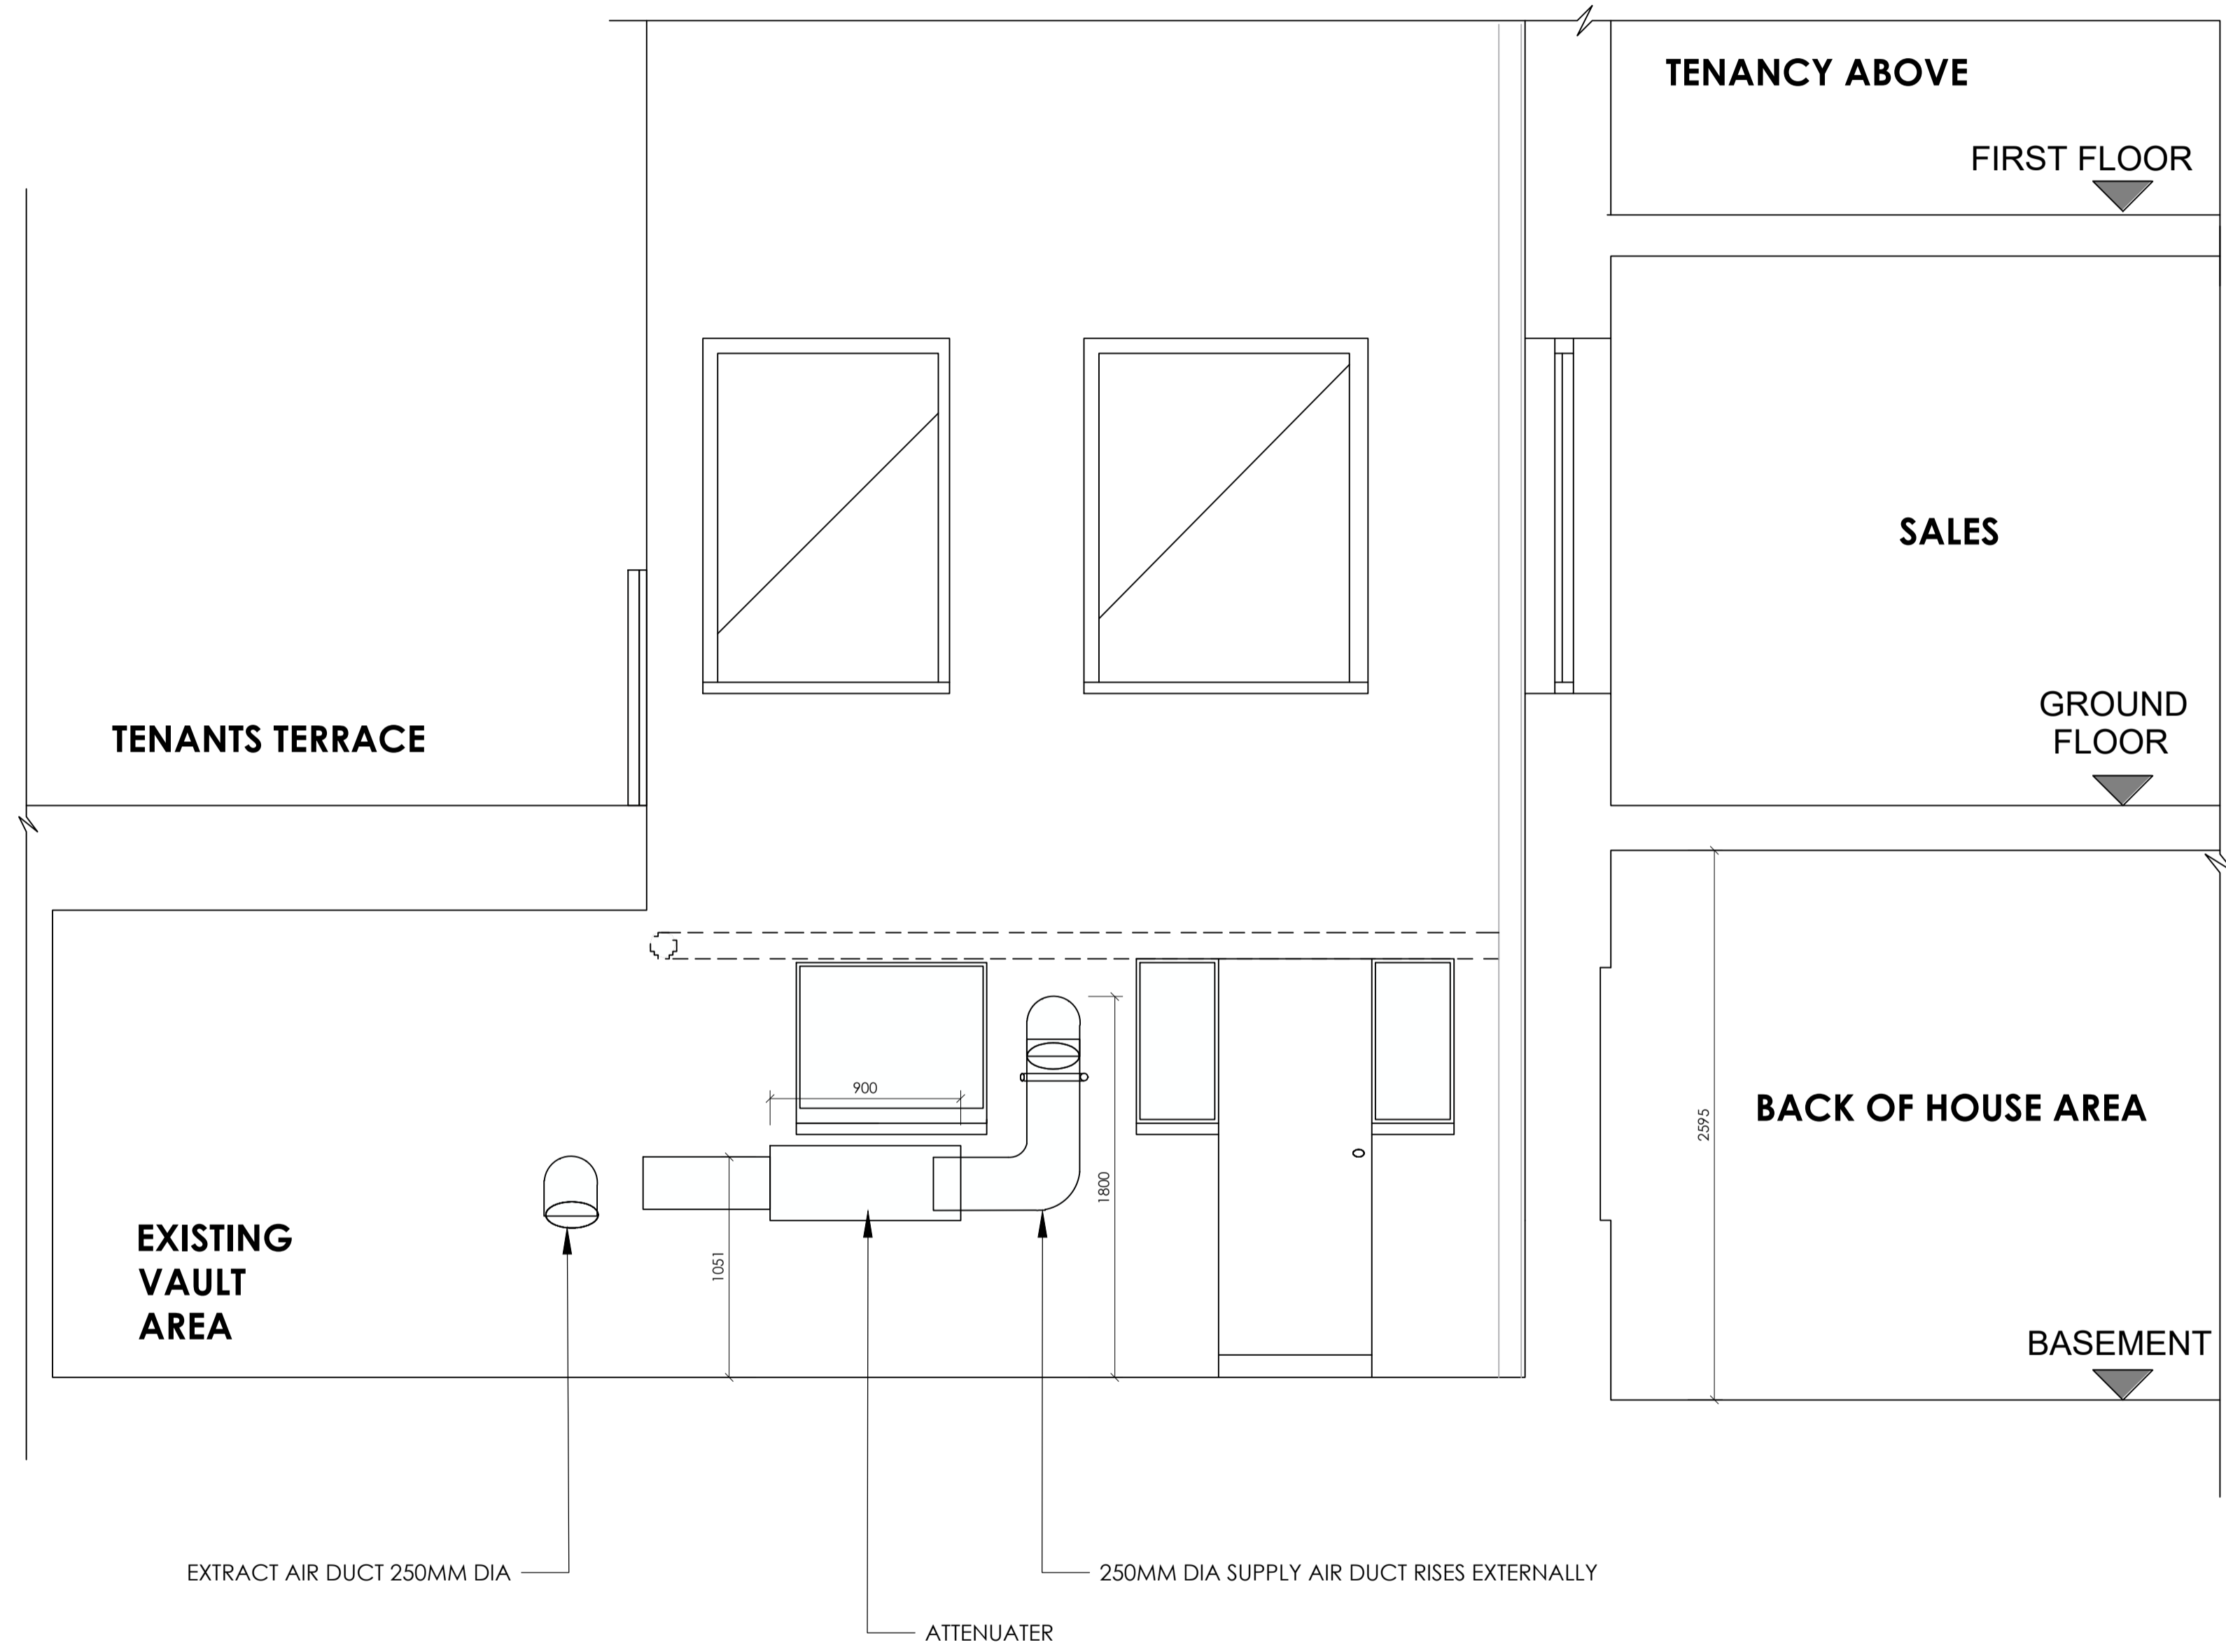 TENANCY ABOVE
FIRST FLOOR
SALES
GROUND
FLOOR
TENANTS TERRACE
900
2595
BACK OF HOUSE AREA
1800
1051
EXISTING
VAULT
AREA
BASEMENT
EXTRACT AIR DUCT 250MM DIA
250MM DIA SUPPLY AIR DUCT RISES EXTERNALLY
ATTENUATER